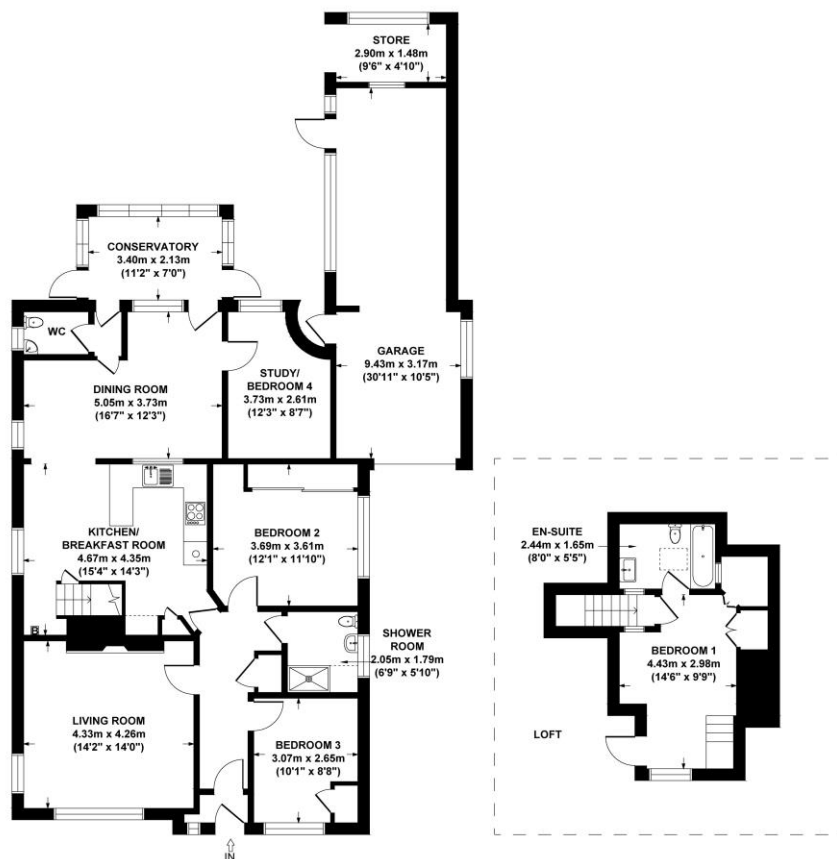 STORE
2.90m x 1.48m
(9'6" x 4'10")
CONSERVATORY
3.40m x 2.13m
(11'2" x 7'0")
WC
DINING ROOM
5.05m x 3.73m
(16'7" x 12'3")
STUDY/
BEDROOM 4
3.73m x 2.61m
(12'3" x 8'7")
GARAGE
9.43m x 3.17m
(30'11" x 10'5")
KITCHEN/
BREAKFAST ROOM
4.67m x 4.35m
(15'4" x 14'3")
BEDROOM 2
3.69m x 3.61m
(12'1" x 11'10")
SHOWER
ROOM
2.05m x 1.79m
(6'9" x 5'10")
LIVING ROOM
4.33m x 4.26m
(14'2" x 14'0")
BEDROOM 3
3.07m x 2.65m
(10'1" x 8'8")
IN
EN-SUITE
2.44m x 1.65m
(8'0" x 5'5")
BEDROOM 1
4.43m x 2.98m
(14'6" x 9'9")
LOFT